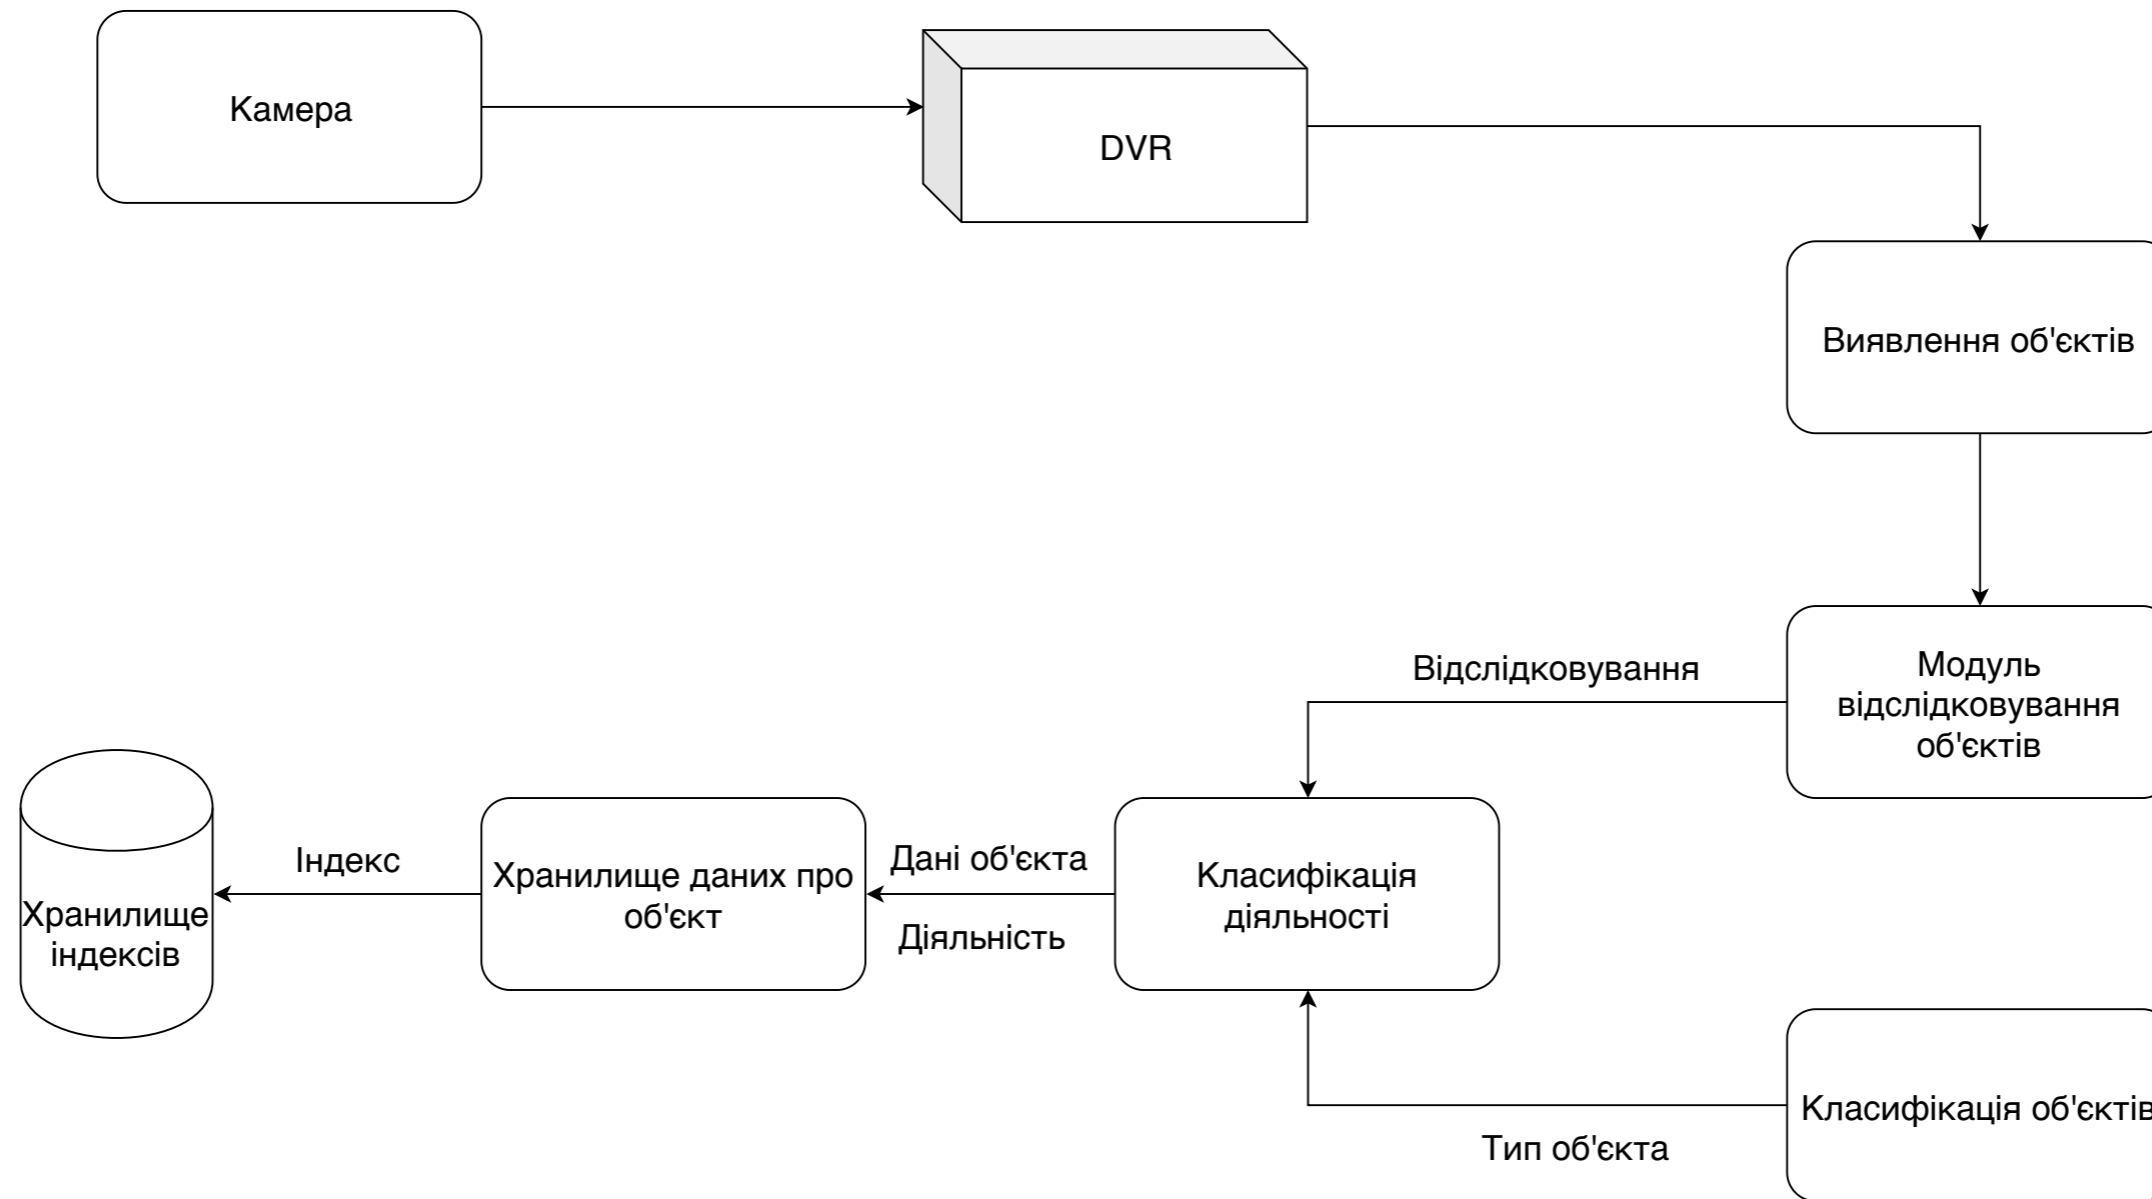 Камера
DVR
Виявлення об'єктів
Модуль
відслідковування
об'єктів
Відслідковування
Класифікація
діяльності
Дані об'єкта
Діяльність
Хранилище даних про
об'єкт
Індекс
Хранилище
індексів
Класифікація об'єктів
Тип об'єкта